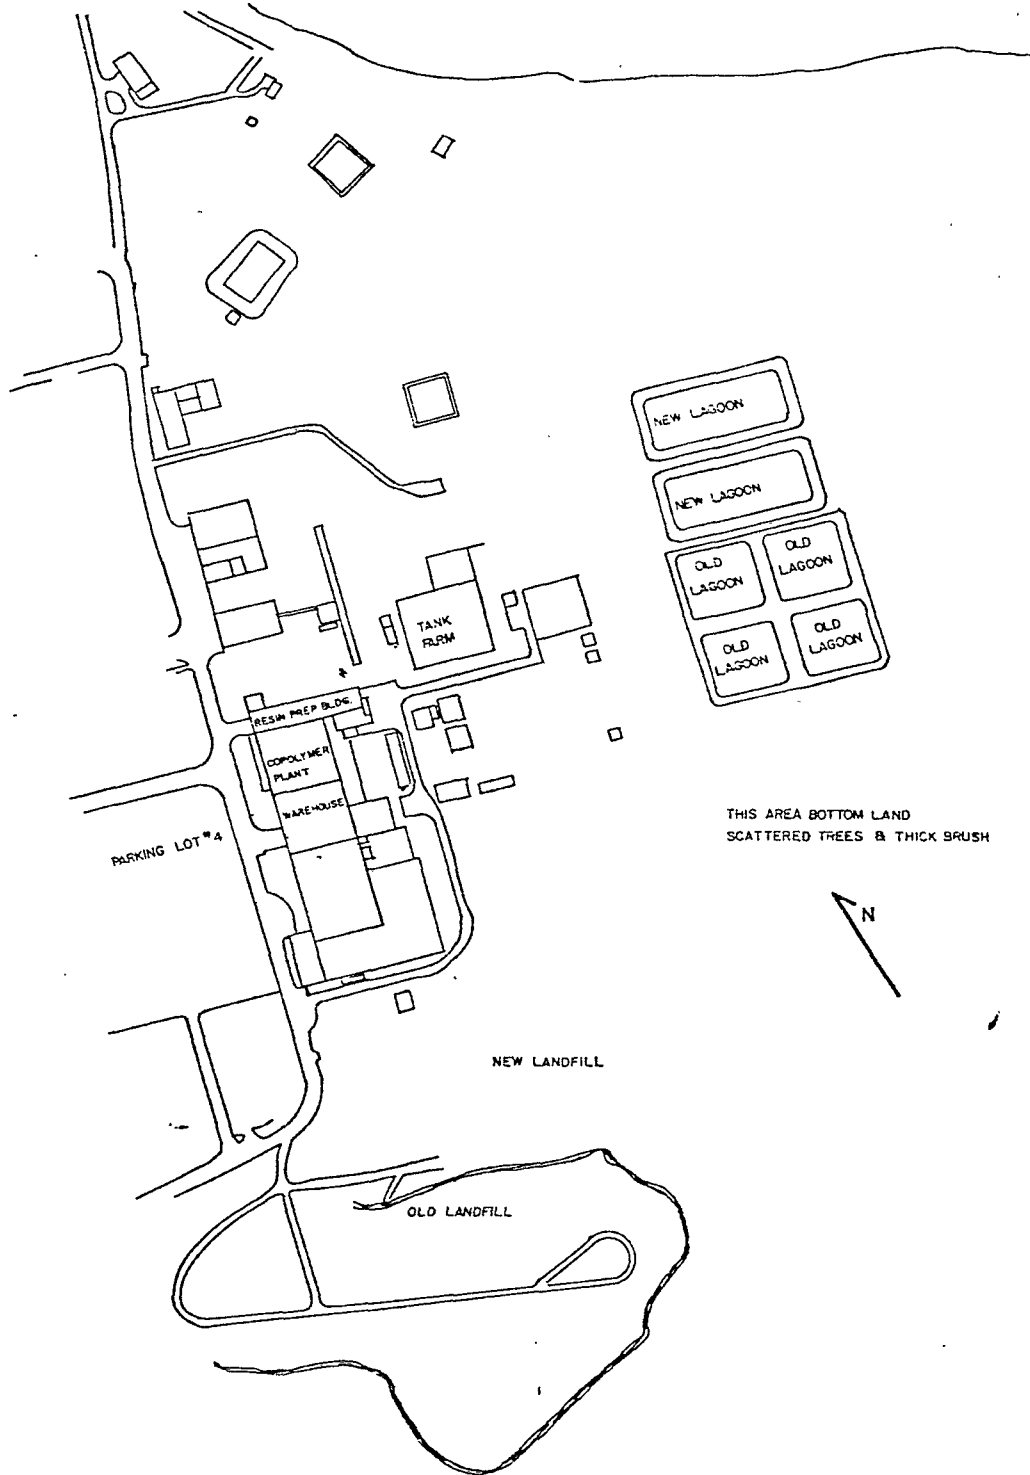 NEW LAGOON
NEW LAGOON
OLD
LAGOON
OLD
LAGOON
OLD
LAGOON
OLD
LAGOON
TANK
FARM
RESIN PREP BLDG.
COPOLYMER
PLANT
WAREHOUSE
PARKING LOT #4
THIS AREA BOTTOM LAND
SCATTERED TREES & THICK BRUSH
N
NEW LANDFILL
OLD LANDFILL